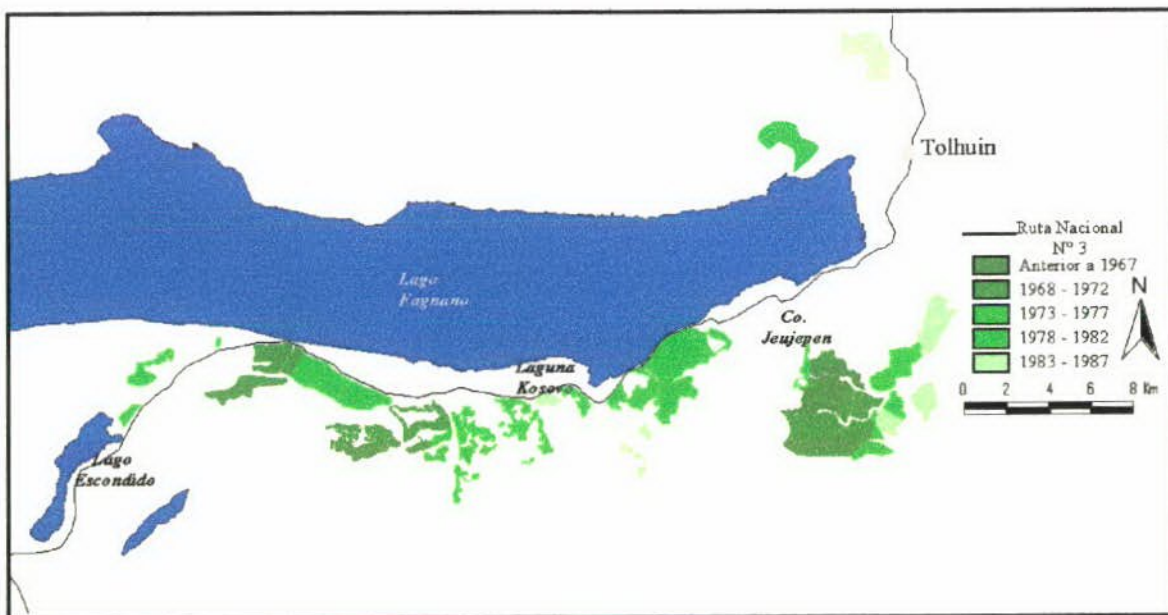 Tolhuin
Lago
Fagnano
Co.
Jeujepen
Laguna
Kosovo
Lago
Escondido
Ruta Nacional
N° 3
Anterior a 1967
1968 - 1972
1973 - 1977
1978 - 1982
1983 - 1987
N
0 2 4 6 8 Km